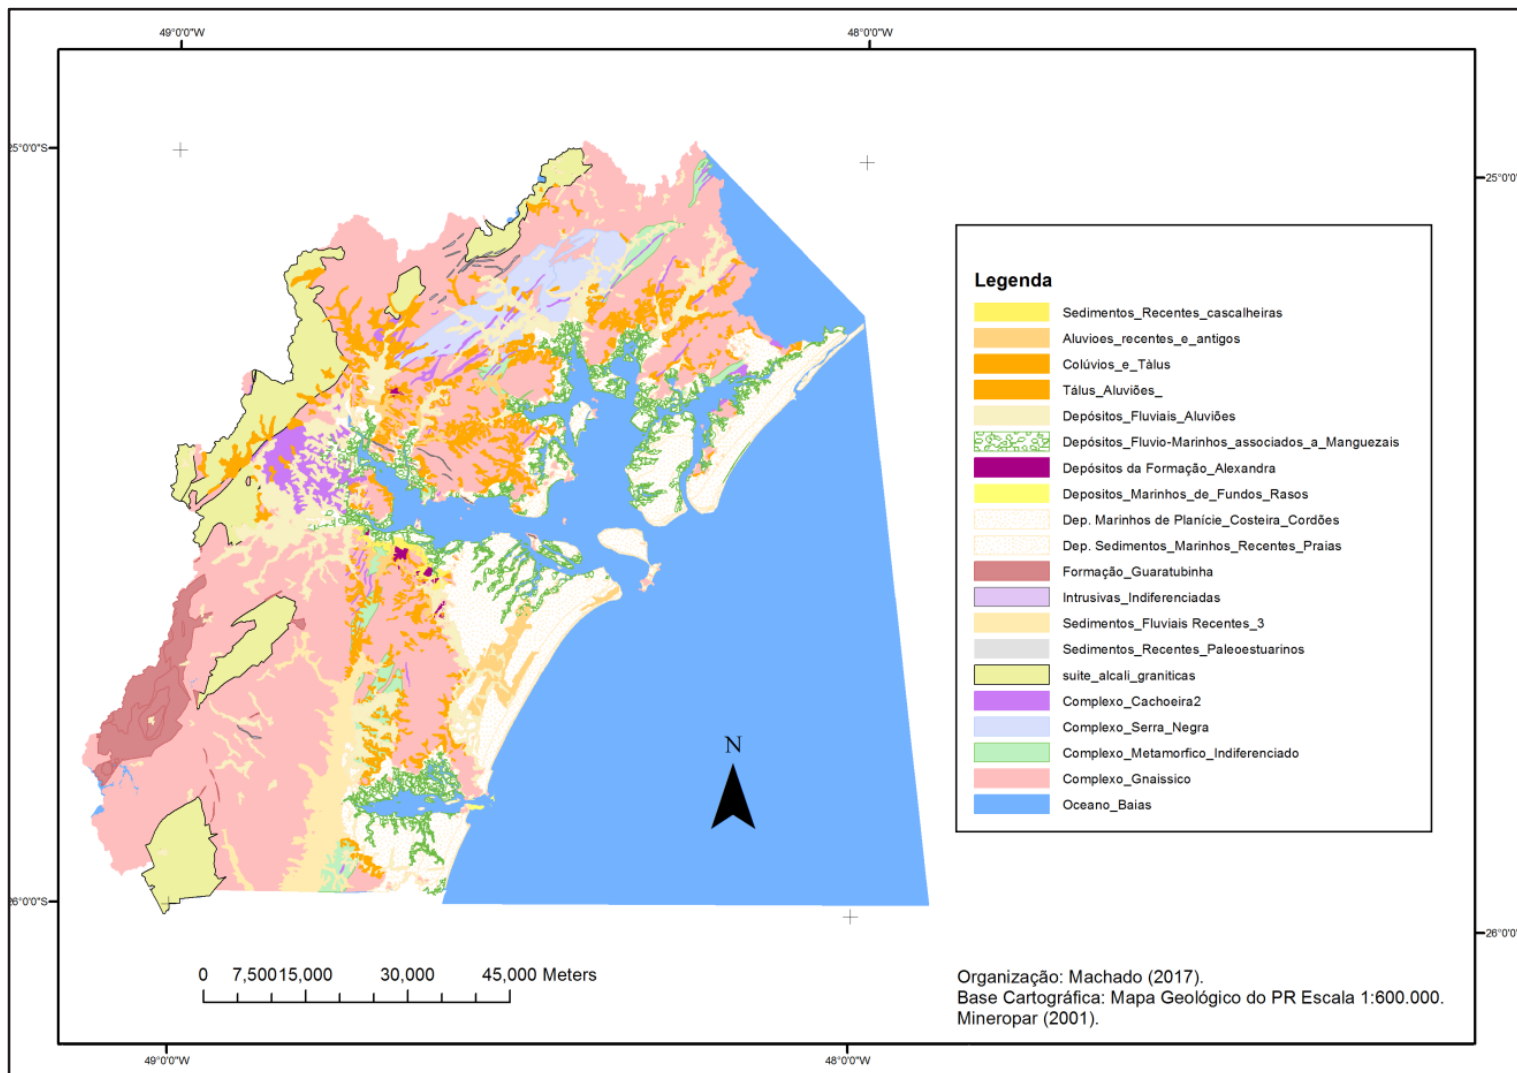 49°0'0"W
48°0'0"W
25°0'0"S
25°0'0"
Legenda
Sedimentos_Recentes_cascalheiras
Aluvioes_recentes_e_antigos
Colúvios_e_Tàlus
Tálus_Aluviões_
Depósitos_Fluviais_Aluviões
Depósitos_Fluvio-Marinhos_associados_a_Manguezais
Depósitos da Formação_Alexandra
Depositos_Marinhos_de_Fundos_Rasos
Dep. Marinhos de Planície_Costeira_Cordões
Dep. Sedimentos_Marinhos_Recentes_Praias
Formação_Guaratubinha
Intrusivas_Indiferenciadas
Sedimentos_Fluviais Recentes_3
Sedimentos_Recentes_Paleoestuarinos
suite_alcali_graniticas
Complexo_Cachoeira2
Complexo_Serra_Negra
Complexo_Metamorfico_Indiferenciado
Complexo_Gnaissico
Oceano_Baias
N
26°0'0"S
26°0'0"
0 7,500 15,000 30,000 45,000 Meters
Organização: Machado (2017).
Base Cartográfica: Mapa Geológico do PR Escala 1:600.000.
Mineropar (2001).
49°0'0"W
48°0'0"W